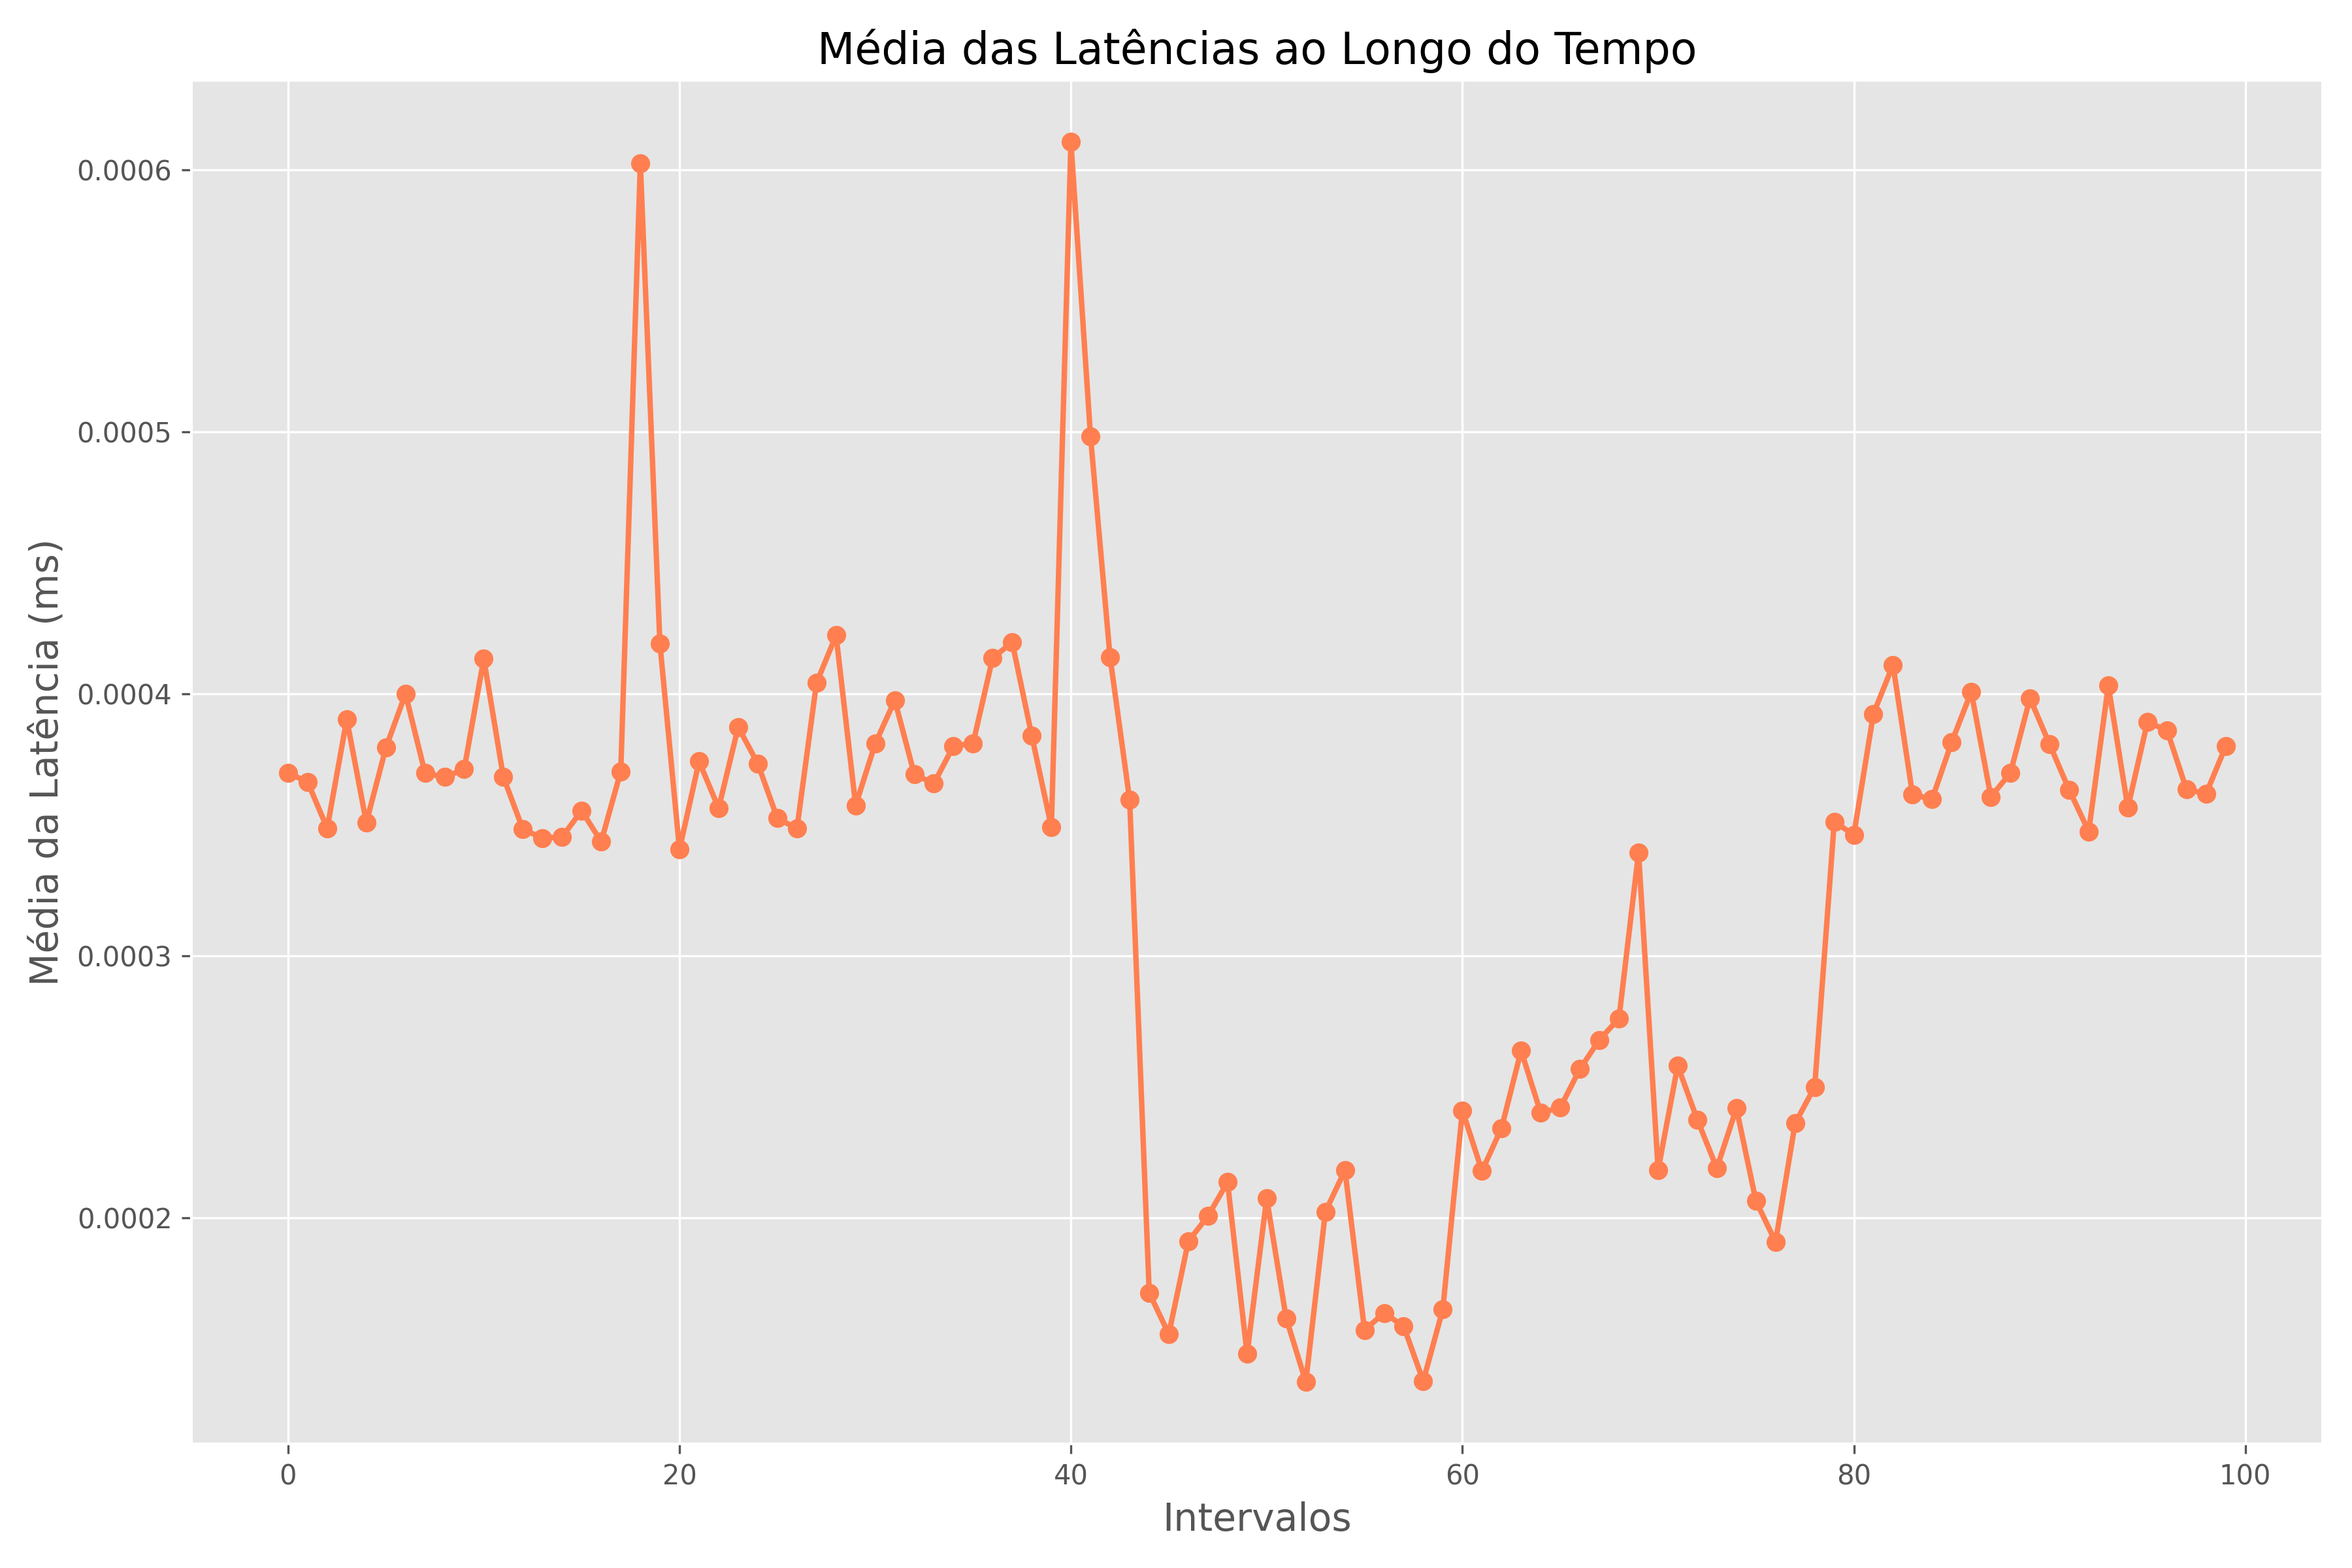 Média das Latências ao Longo do Tempo
Média da Latência (ms)
0.0006
0.0005
0.0004
0.0003
0.0002
0 20 40 60 80 100
Intervalos